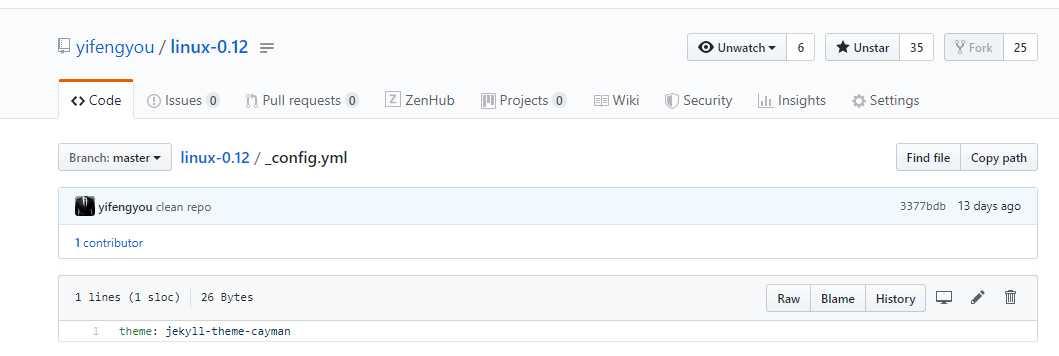 yifengyou / linux-0.12
Unwatch 6 Unstar 35 Fork 25
Code Issues 0 Pull requests 0 ZenHub Projects 0 Wiki Security Insights Settings
Branch: master linux-0.12 / _config.yml Find file Copy path
yifengyou clean repo 3377bdb 13 days ago
1 contributor
1 lines (1 sloc) 26 Bytes Raw Blame History
1 theme: jekyll-theme-cayman